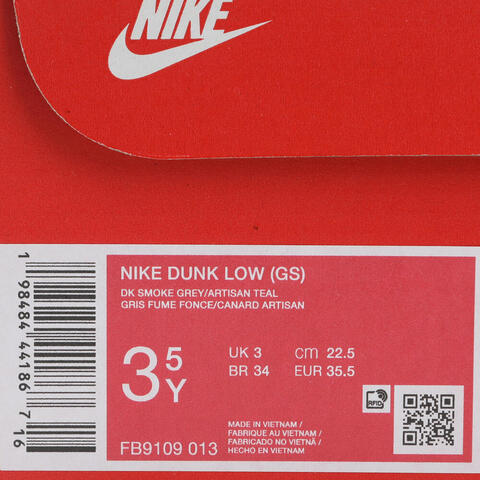 NIKE
NIKE DUNK LOW (GS)
DK SMOKE GREY/ARTISAN TEAL
GRIS FUME FONCE/CANARD ARTISAN
3 5 Y
UK 3 cm 22.5
BR 34 EUR 35.5
RFID
MADE IN VIETNAM /
FABRIQUE AU VIETNAM /
FABRICADO NO VIETNÃ /
HECHO EN VIETNAM
FB9109 013
1 98484 44186 716